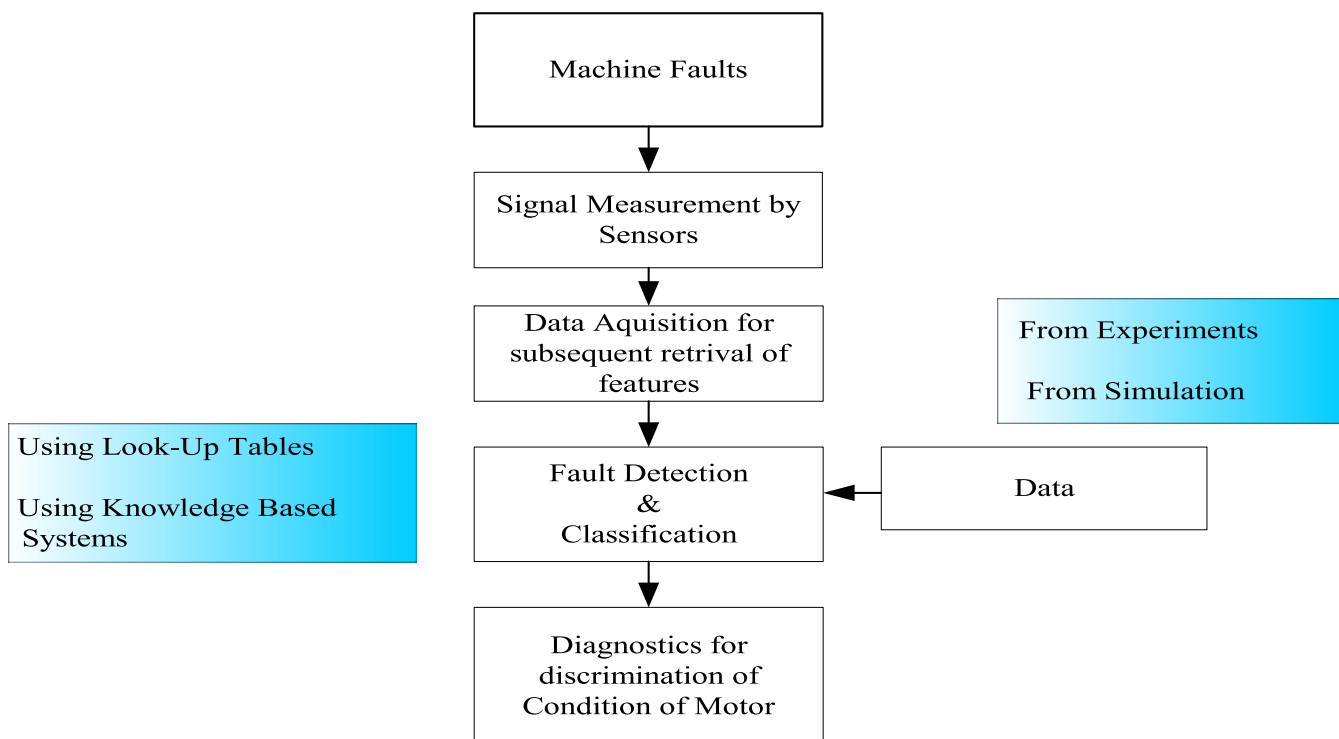 Machine Faults
Signal Measurement by
Sensors
Data Aquisition for
subsequent retrival of
features
From Experiments
From Simulation
Using Look-Up Tables
Using Knowledge Based
Systems
Fault Detection
&
Classification
Data
Diagnostics for
discrimination of
Condition of Motor